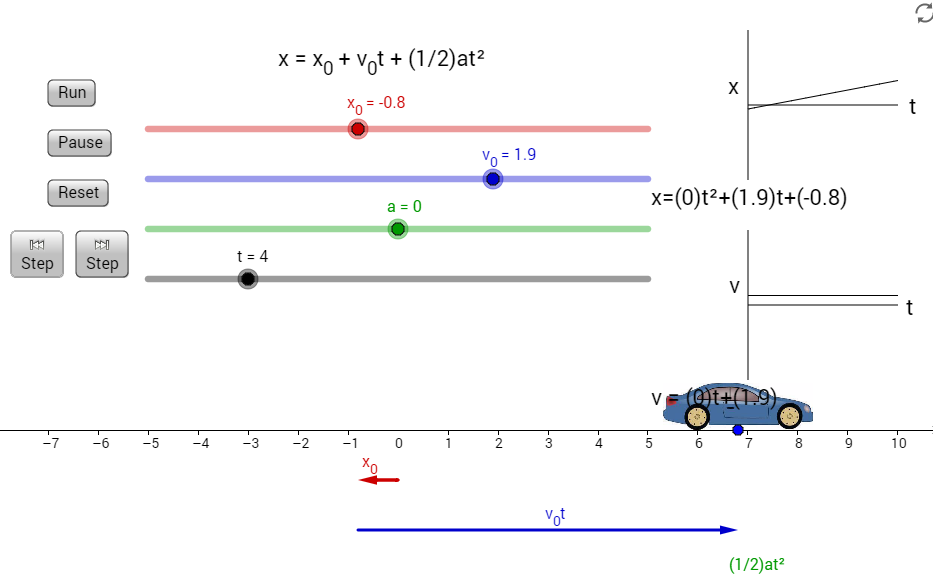 x = x₀ + v₀t + (1/2)at²
Run
x₀ = -0.8
Pause
v₀ = 1.9
Reset
a = 0
Step
Step
t = 4
x
t
x=(0)t²+(1.9)t+(-0.8)
v
t
v = (0)t+(1.9)
−7 −6 −5 −4 −3 −2 −1 0 1 2 3 4 5 6 7 8 9 10
x₀
v₀t
(1/2)at²